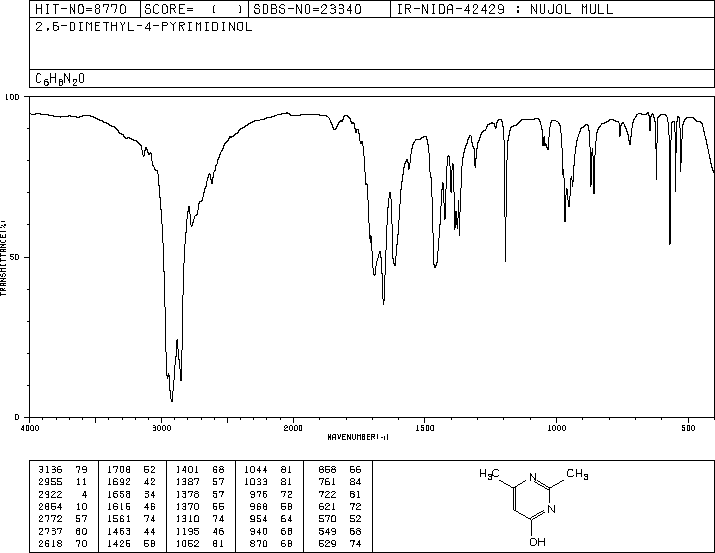 HIT-NO=8770 SCORE= ( ) SDBS-NO=23340 IR-NIDA-42429 : NUJOL MULL
2,6-DIMETHYL-4-PYRIMIDINOL
C6H8N2O
100
50
0
TRANSMITTANCE(%)
4000 3000 2000 1500 1000 500
WAVENUMBER(-1)
3136 79 1708 52 1401 68 1044 81 858 66
2955 11 1692 42 1387 57 1033 81 761 84
2922 4 1658 34 1378 57 976 72 722 81
2854 10 1616 46 1370 55 968 58 621 72
2772 57 1561 74 1310 74 954 64 570 52
2737 60 1463 44 1195 46 940 68 549 68
2618 70 1426 58 1052 81 870 68 529 74
H3C N CH3
N
OH